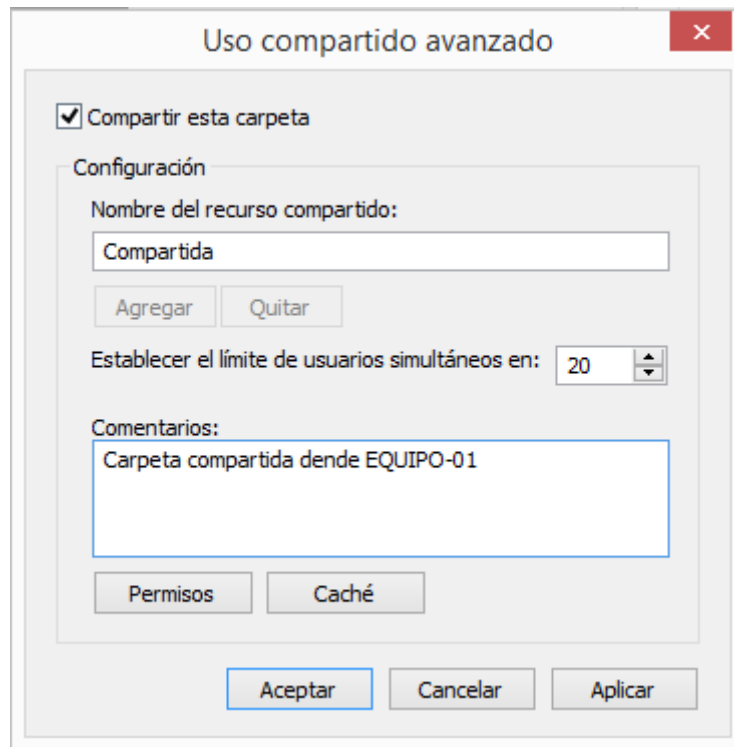 Uso compartido avanzado
Compartir esta carpeta
Configuración
Nombre del recurso compartido:
Compartida
Agregar Quitar
Establecer el límite de usuarios simultáneos en: 20
Comentarios:
Carpeta compartida dende EQUIPO-01
Permisos Caché
Aceptar Cancelar Aplicar